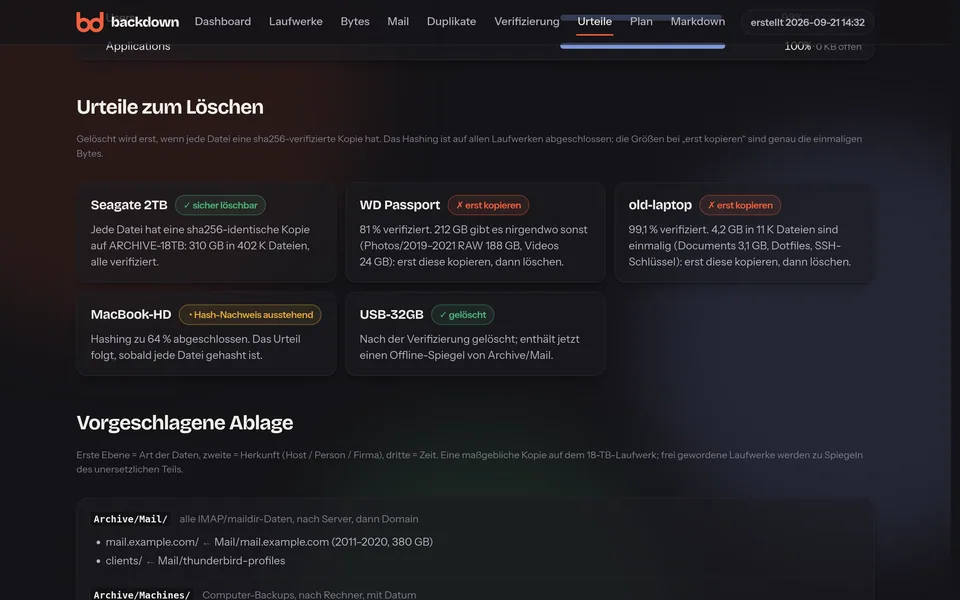 bd backdown Dashboard Laufwerke Bytes Mail Duplikate Verifizierung Urteile Plan Markdown erstellt 2026-09-21 14:32
Applications 100% · 0 KB offen
Urteile zum Löschen
Gelöscht wird erst, wenn jede Datei eine sha256-verifizierte Kopie hat. Das Hashing ist auf allen Laufwerken abgeschlossen; die Größen bei „erst kopieren“ sind genau die einmaligen
Bytes.
Seagate 2TB ✓ sicher löschbar
Jede Datei hat eine sha256-identische Kopie
auf ARCHIVE-18TB: 310 GB in 402 K Dateien,
alle verifiziert.
WD Passport ✗ erst kopieren
81 % verifiziert. 212 GB gibt es nirgendwo sonst
(Photos/2019–2021 RAW 188 GB, Videos
24 GB): erst diese kopieren, dann löschen.
old-laptop ✗ erst kopieren
99,1 % verifiziert. 4,2 GB in 11 K Dateien sind
einmalig (Documents 3,1 GB, Dotfiles, SSH-
Schlüssel): erst diese kopieren, dann löschen.
MacBook-HD • Hash-Nachweis ausstehend
Hashing zu 64 % abgeschlossen. Das Urteil
folgt, sobald jede Datei gehasht ist.
USB-32GB ✓ gelöscht
Nach der Verifizierung gelöscht; enthält jetzt
einen Offline-Spiegel von Archive/Mail.
Vorgeschlagene Ablage
Erste Ebene = Art der Daten, zweite = Herkunft (Host / Person / Firma), dritte = Zeit. Eine maßgebliche Kopie auf dem 18-TB-Laufwerk; frei gewordene Laufwerke werden zu Spiegeln
des unersetzlichen Teils.
Archive/Mail/ alle IMAP/maildir-Daten, nach Server, dann Domain
• mail.example.com/ ← Mail/mail.example.com (2011–2020, 380 GB)
• clients/ ← Mail/thunderbird-profiles
Archive/Machines/ Computer-Backups, nach Rechner, mit Datum